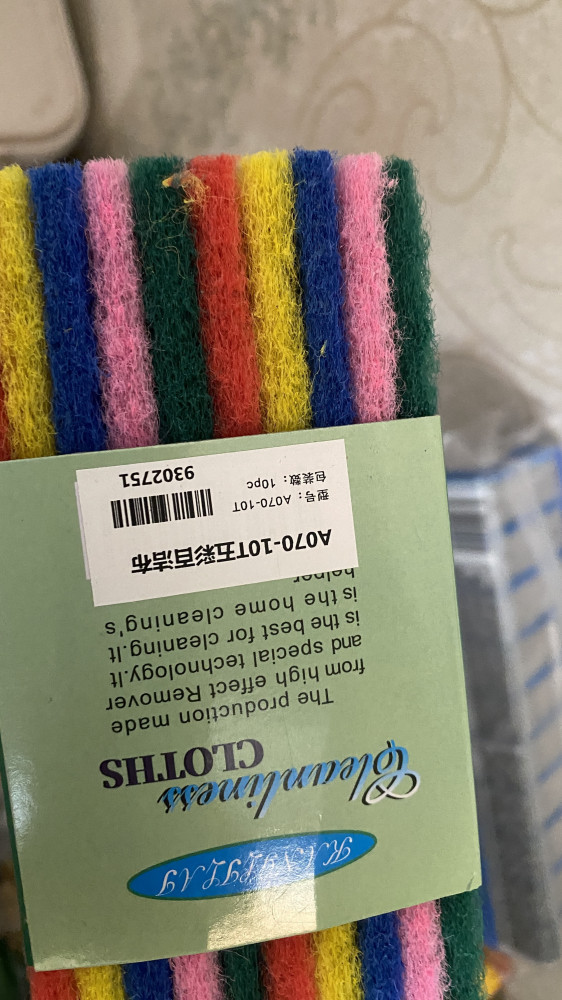 Cleanliness
CLOTHS
The production made
from high effect Remover
and special technology.It
is the best for cleaning.It
is the home cleaning's
helper
A070-10T五彩百洁布
型号：A070-10T
包装数：10pc
9302751